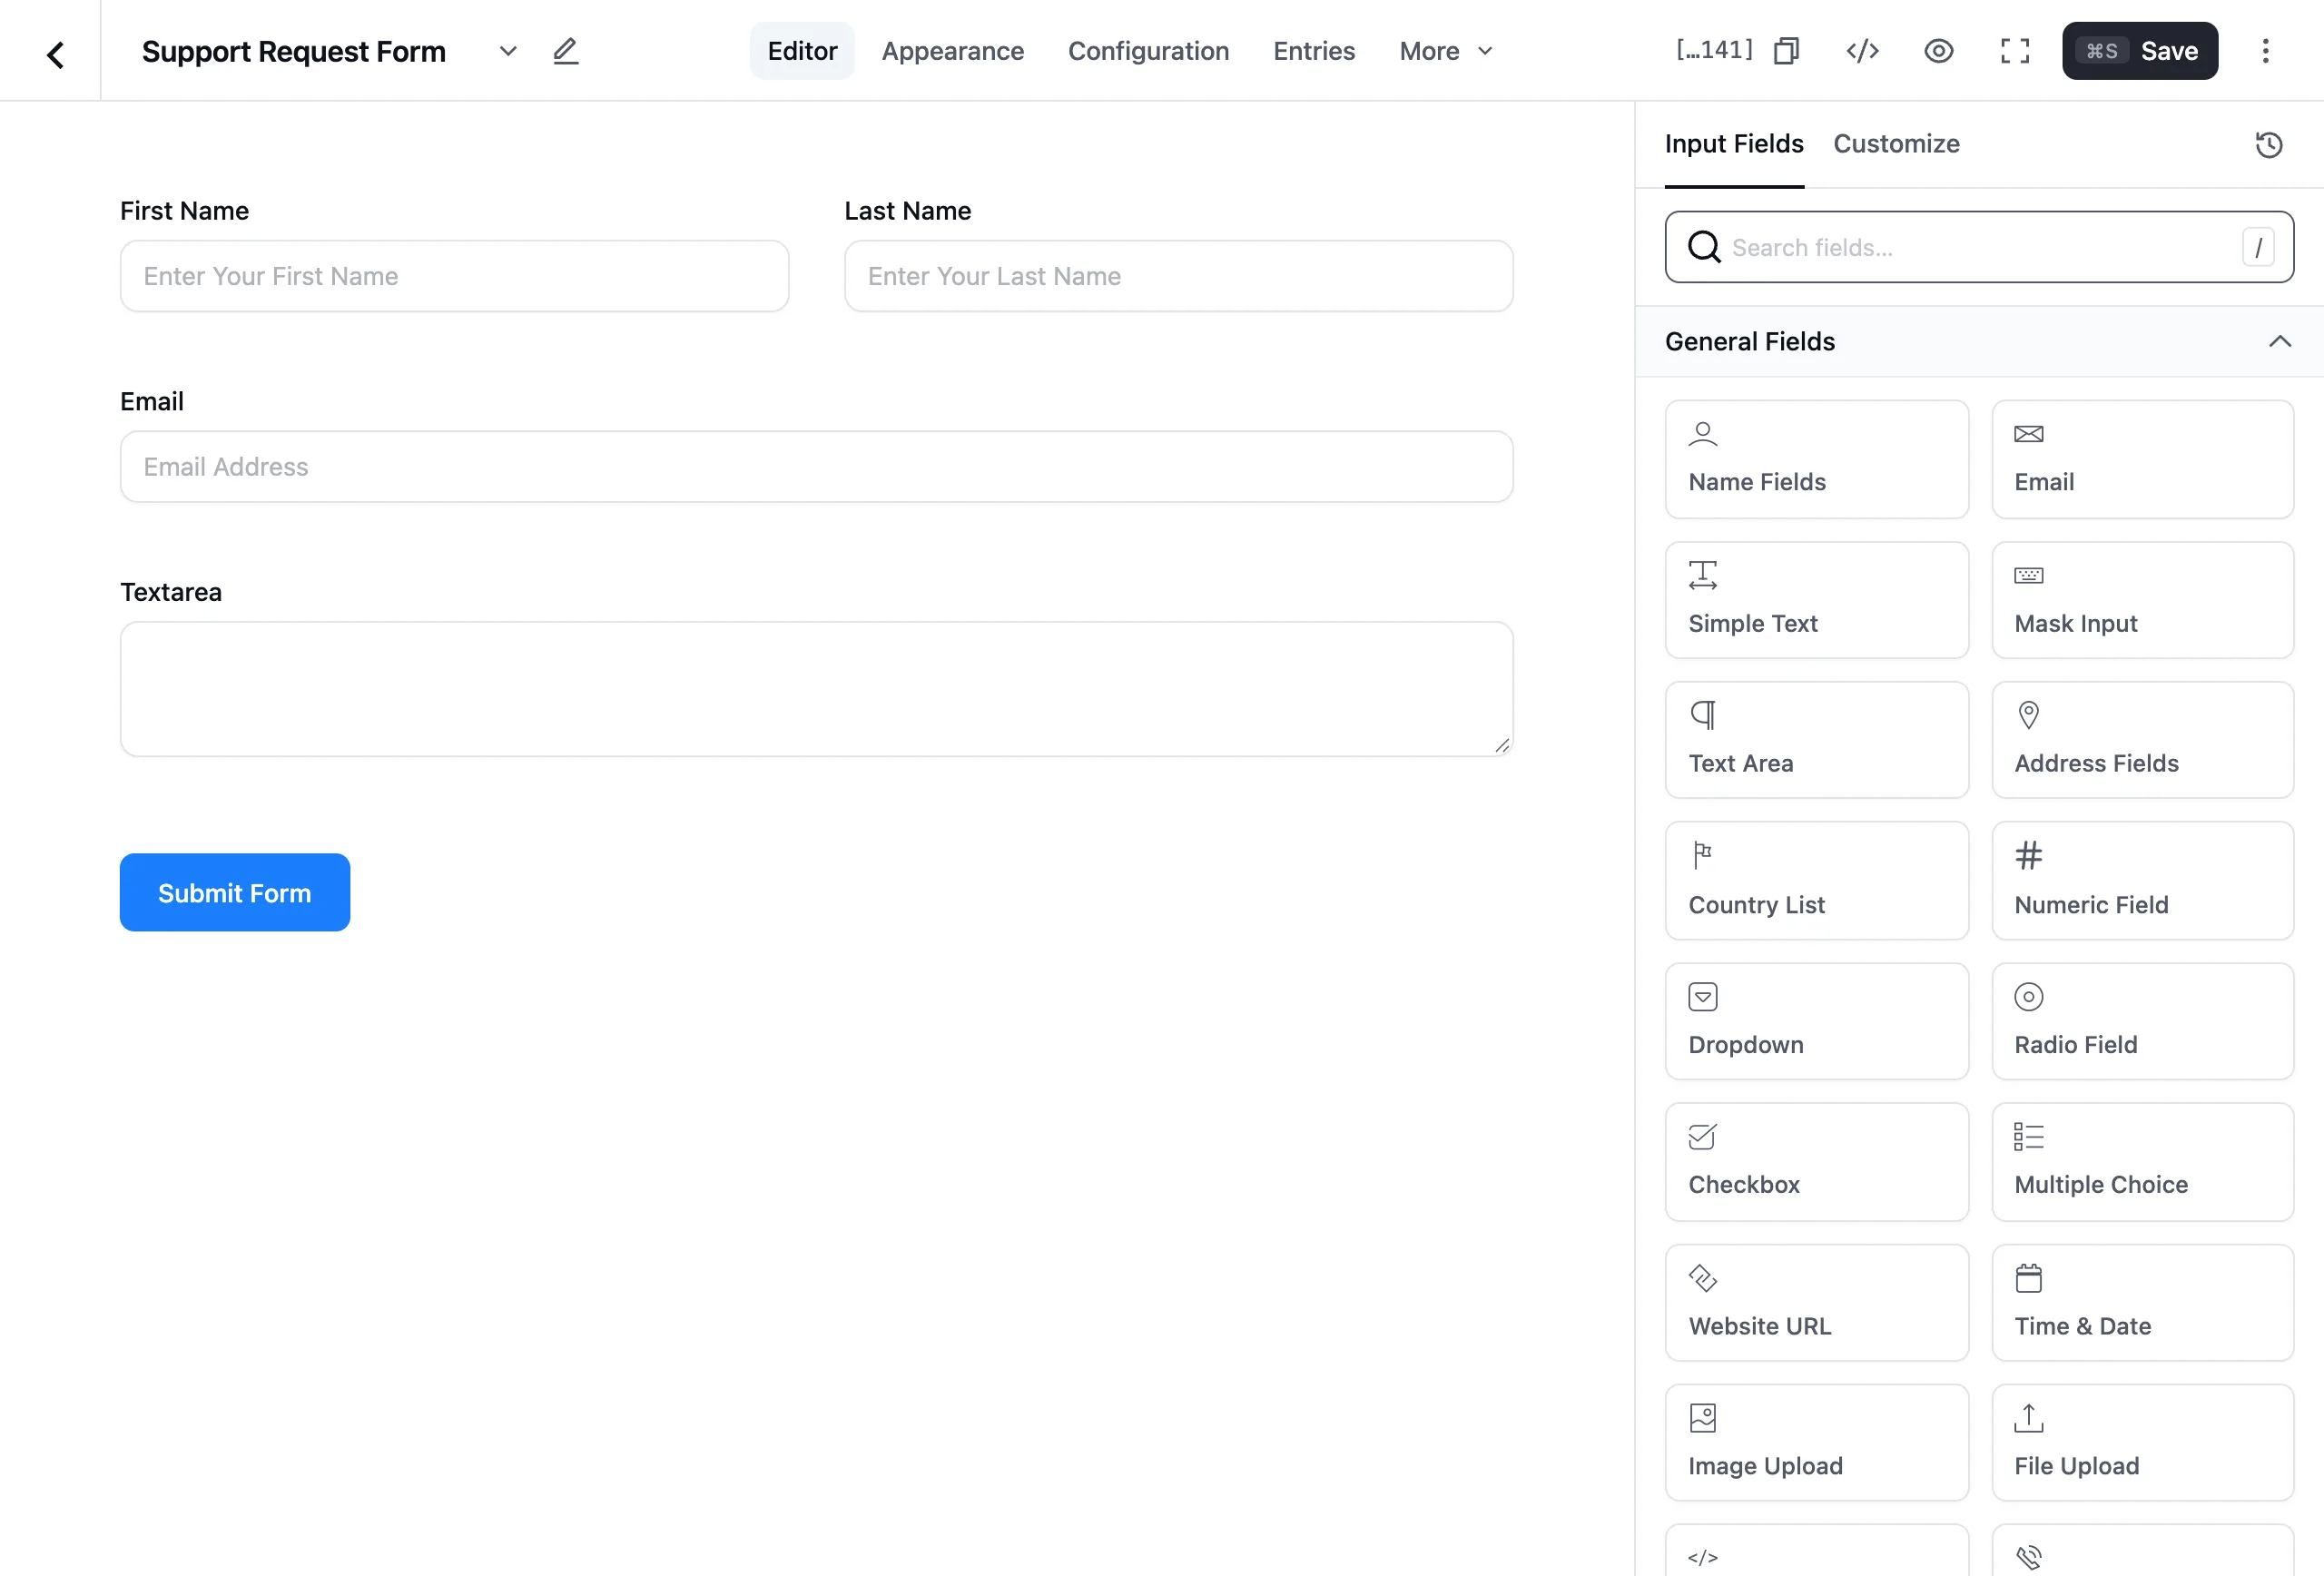 Support Request Form
Editor Appearance Configuration Entries More
[...141] </> ⌘S Save
Input Fields Customize
Search fields... /
General Fields
First Name Last Name
Enter Your First Name Enter Your Last Name
Email
Email Address
Textarea
Submit Form
Name Fields Email
Simple Text Mask Input
Text Area Address Fields
Country List Numeric Field
Dropdown Radio Field
Checkbox Multiple Choice
Website URL Time & Date
Image Upload File Upload